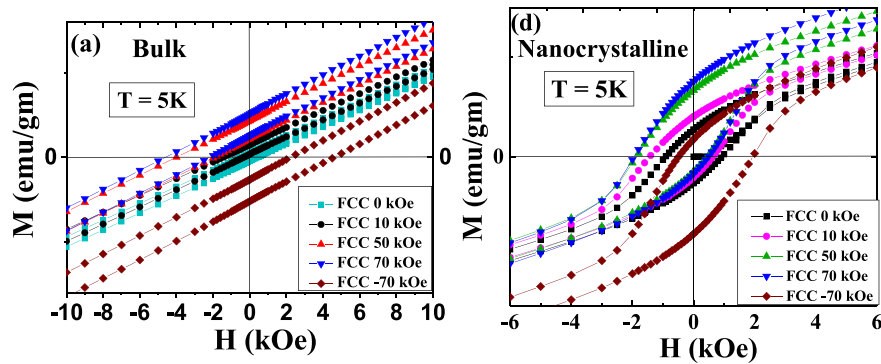 (a)
Bulk
T = 5K
M (emu/gm)
0
FCC 0 kOe
FCC 10 kOe
FCC 50 kOe
FCC 70 kOe
FCC -70 kOe
-10 -8 -6 -4 -2 0 2 4 6 8 10
H (kOe)
0
(d)
Nanocrystalline
T = 5K
M (emu/gm)
0
FCC 0 kOe
FCC 10 kOe
FCC 50 kOe
FCC 70 kOe
FCC -70 kOe
-6 -4 -2 0 2 4 6
H (kOe)